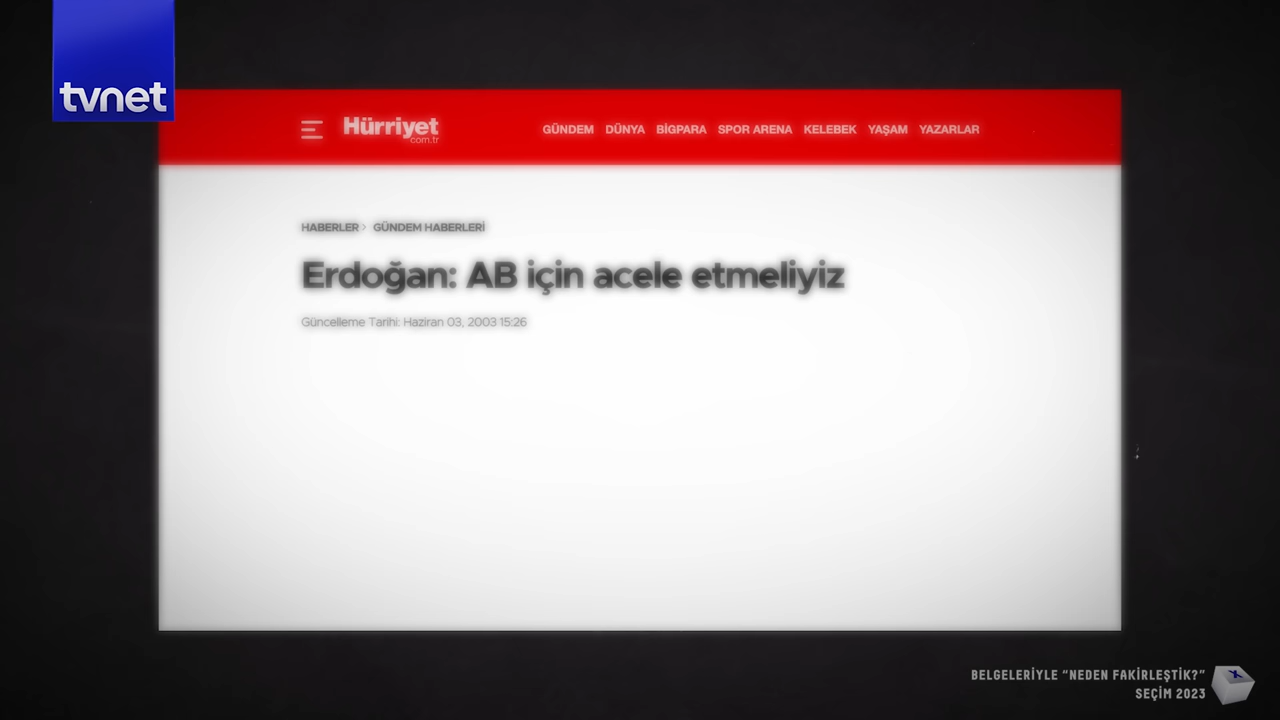 tvnet
Hürriyet
com.tr
GÜNDEM DÜNYA BİGPARA SPOR ARENA KELEBEK YAŞAM YAZARLAR
HABERLER › GÜNDEM HABERLERİ
Erdoğan: AB için acele etmeliyiz
Güncelleme Tarihi: Haziran 03, 2003 15:26
BELGELERİYLE “NEDEN FAKİRLEŞTİK?”
SEÇİM 2023